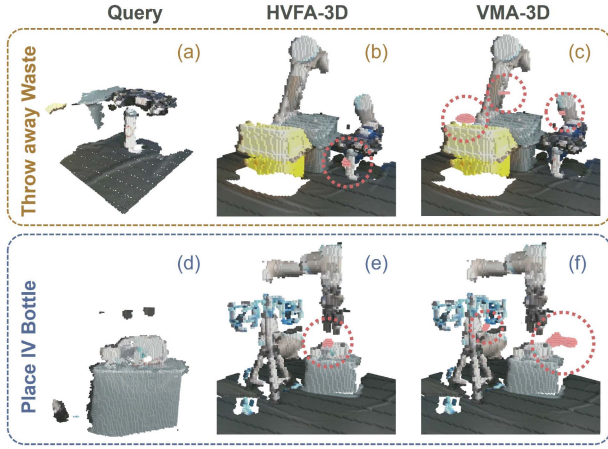 Query HVFA-3D VMA-3D
Throw away Waste
(a) (b) (c)
Place IV Bottle
(d) (e) (f)